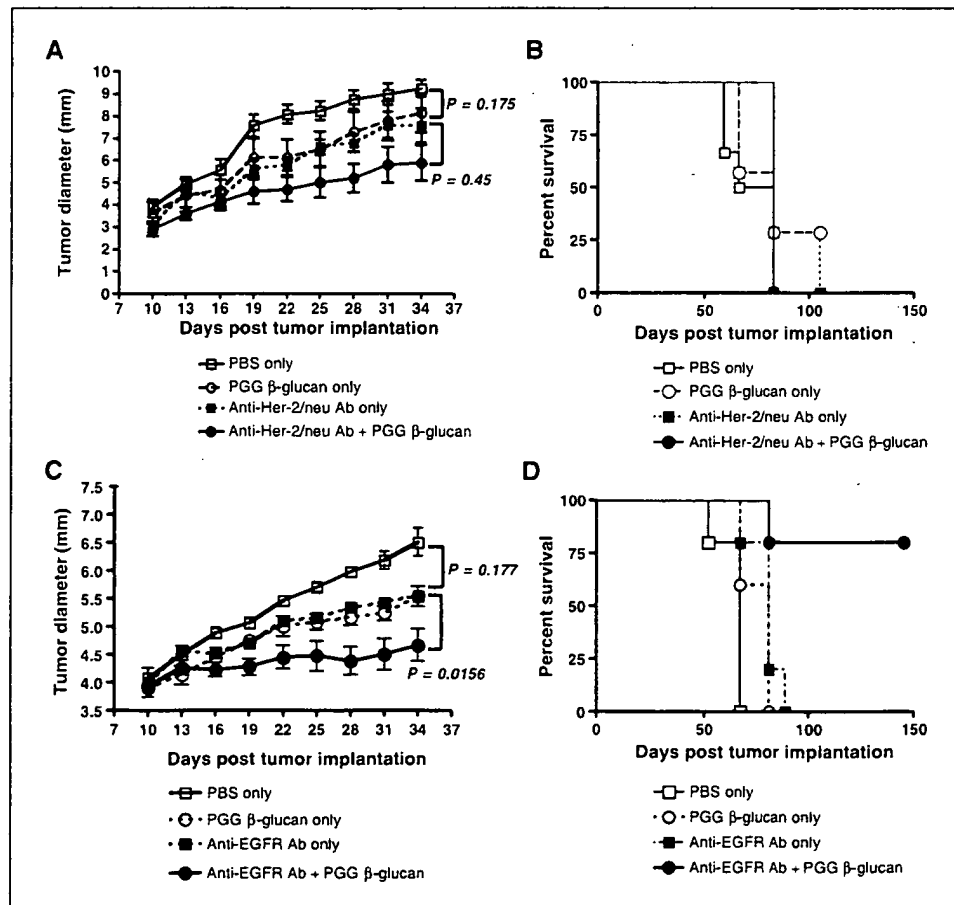 A
Tumor diameter (mm)
10
9
8
7
6
5
4
3
2
1
0
7 10 13 16 19 22 25 28 31 34 37
Days post tumor implantation
P = 0.175
P = 0.45
PBS only
PGG β-glucan only
Anti-Her-2/neu Ab only
Anti-Her-2/neu Ab + PGG β-glucan
B
Percent survival
100
75
50
25
0
0 50 100 150
Days post tumor implantation
PBS only
PGG β-glucan only
Anti-Her-2/neu Ab only
Anti-Her-2/neu Ab + PGG β-glucan
C
Tumor diameter (mm)
7.5
7.0
6.5
6.0
5.5
5.0
4.5
4.0
3.5
7 10 13 16 19 22 25 28 31 34 37
Days post tumor implantation
P = 0.177
P = 0.0156
PBS only
PGG β-glucan only
Anti-EGFR Ab only
Anti-EGFR Ab + PGG β-glucan
D
Percent survival
100
75
50
25
0
0 50 100 150
Days post tumor implantation
PBS only
PGG β-glucan only
Anti-EGFR Ab only
Anti-EGFR Ab + PGG β-glucan